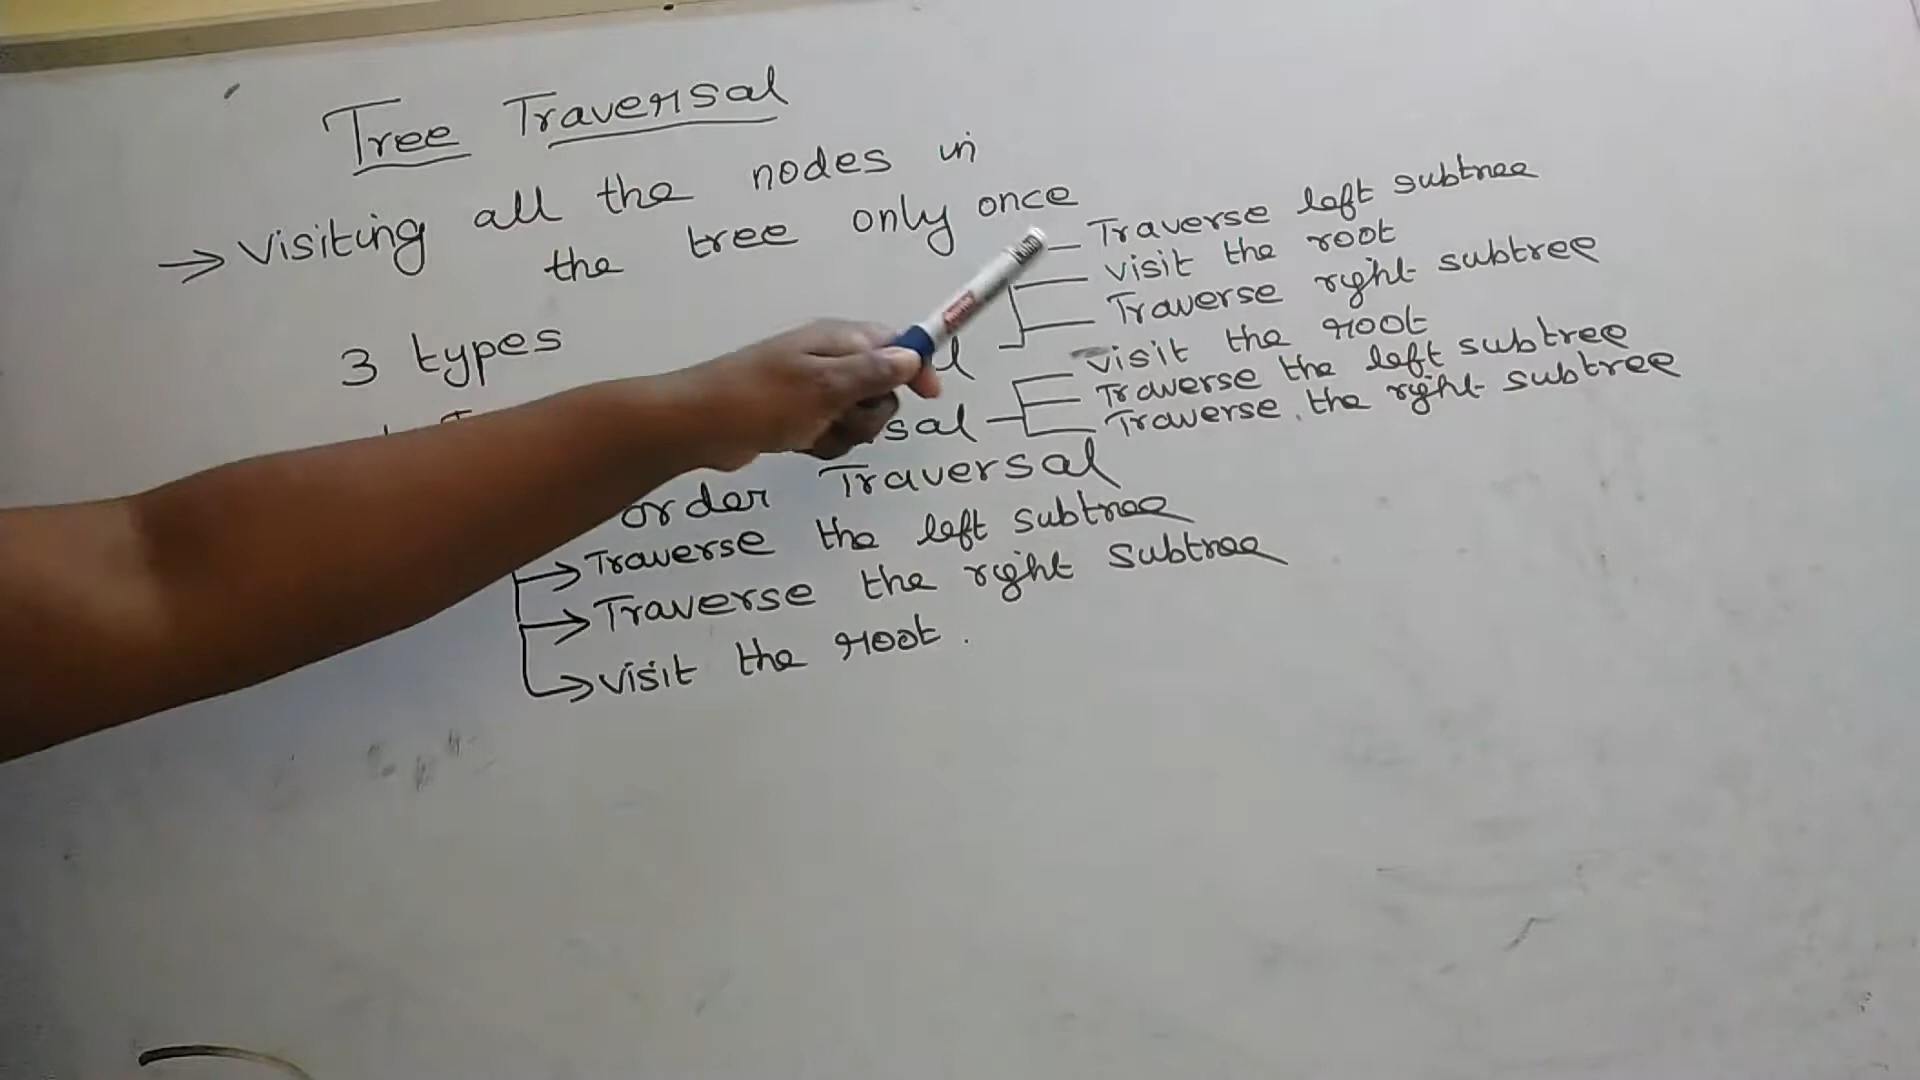 Tree Traversal
→ Visiting all the nodes in
the tree only once
3 types
Traverse left subtree
visit the root
Traverse right subtree
sal
visit the root
Traverse the left subtree
Traverse the right subtree
order Traversal
→ Traverse the left subtree
→ Traverse the right subtree
→ visit the root.